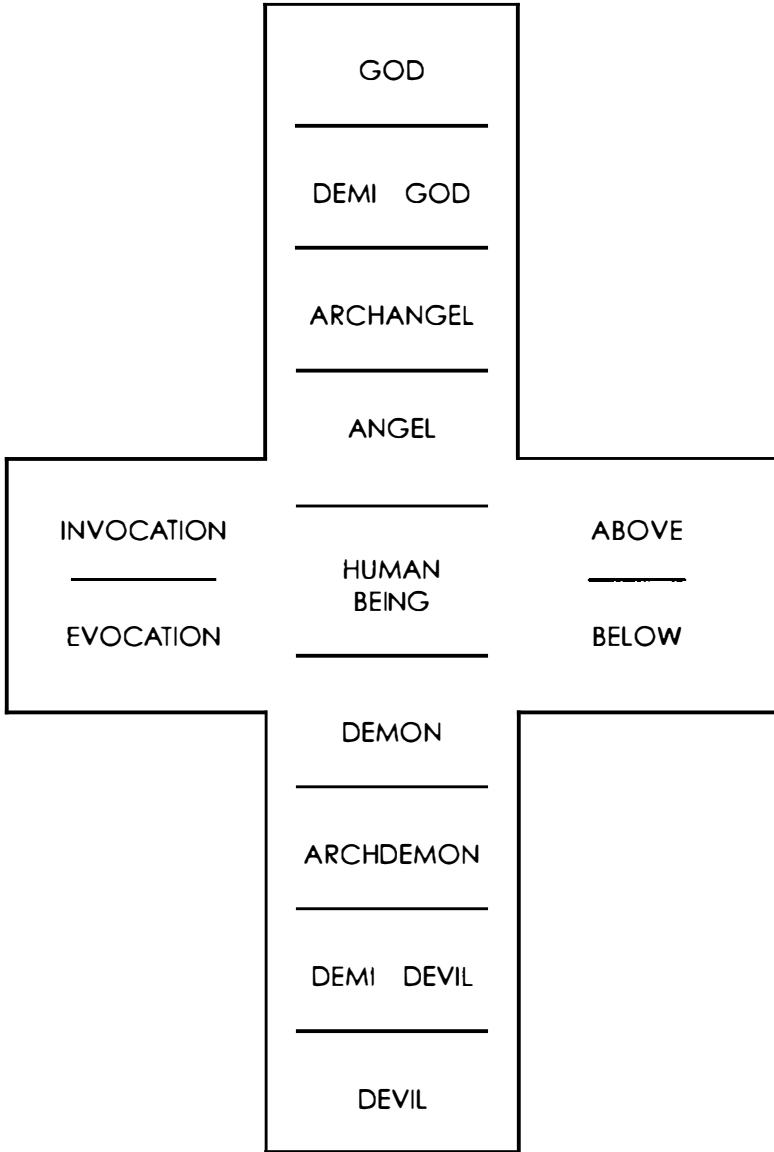 GOD
DEMI GOD
ARCHANGEL
ANGEL
INVOCATION
EVOCATION
HUMAN
BEING
ABOVE
BELOW
DEMON
ARCHDEMON
DEMI DEVIL
DEVIL